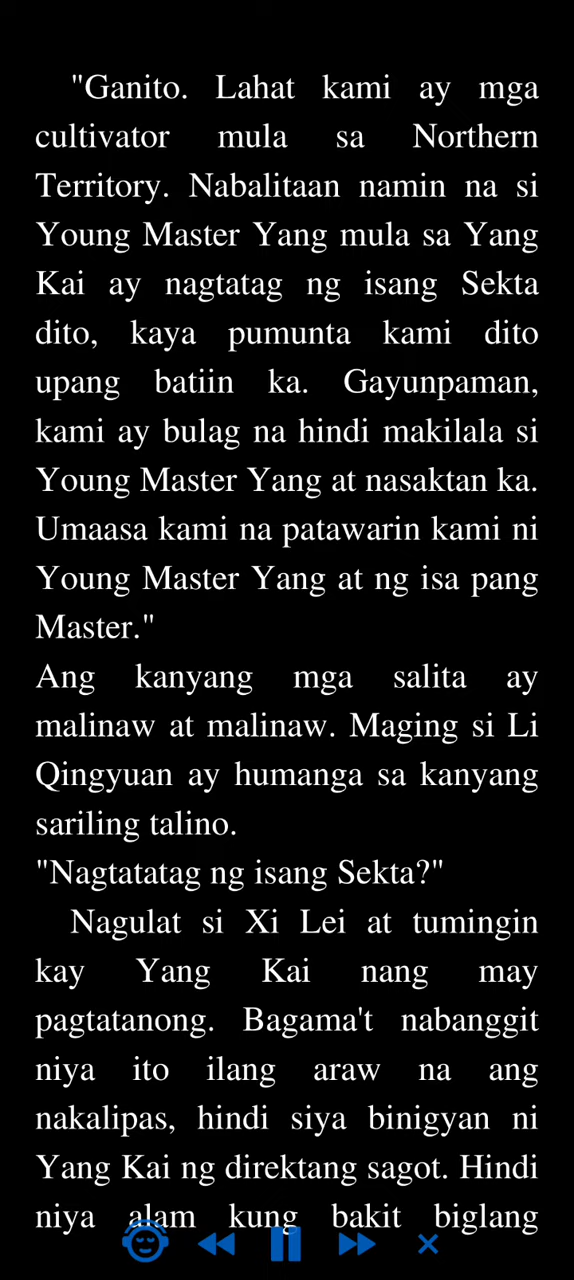 "Ganito. Lahat kami ay mga
cultivator mula sa Northern
Territory. Nabalitaan namin na si
Young Master Yang mula sa Yang
Kai ay nagtatag ng isang Sekta
dito, kaya pumunta kami dito
upang batiin ka. Gayunpaman,
kami ay bulag na hindi makilala si
Young Master Yang at nasaktan ka.
Umaasa kami na patawarin kami ni
Young Master Yang at ng isa pang
Master."
Ang kanyang mga salita ay
malinaw at malinaw. Maging si Li
Qingyuan ay humanga sa kanyang
sariling talino.
"Nagtatatag ng isang Sekta?"
Nagulat si Xi Lei at tumingin
kay Yang Kai nang may
pagtatanong. Bagama't nabanggit
niya ito ilang araw na ang
nakalipas, hindi siya binigyan ni
Yang Kai ng direktang sagot. Hindi
niya alam kung bakit biglang